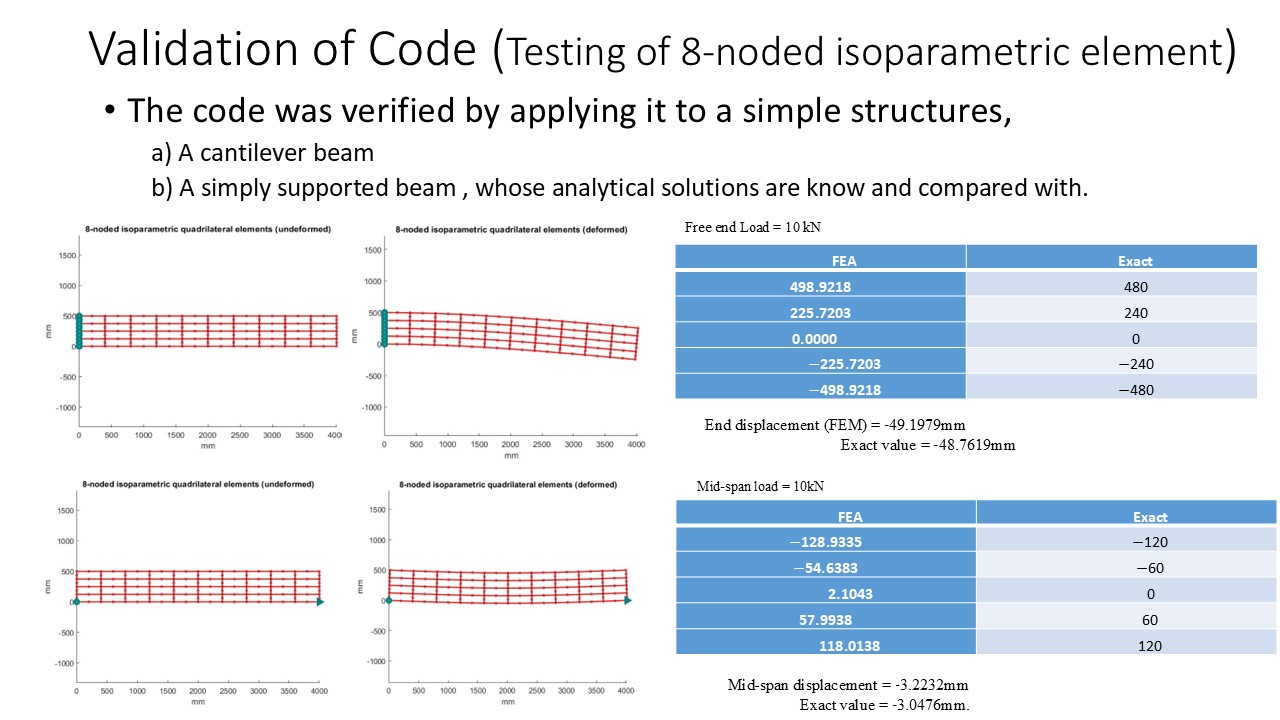 Validation of Code (Testing of 8-noded isoparametric element)
• The code was verified by applying it to a simple structures,
a) A cantilever beam
b) A simply supported beam , whose analytical solutions are know and compared with.
8-noded isoparametric quadrilateral elements (undeformed)
1500
1000
500
0
-500
-1000
mm
0 500 1000 1500 2000 2500 3000 3500 400
mm
8-noded isoparametric quadrilateral elements (deformed)
1500
1000
500
0
-500
-1000
mm
0 500 1000 1500 2000 2500 3000 3500 4000
mm
Free end Load = 10 kN
FEA Exact
498.9218 480
225.7203 240
0.0000 0
−225.7203 −240
−498.9218 −480
End displacement (FEM) = -49.1979mm
Exact value = -48.7619mm
8-noded isoparametric quadrilateral elements (undeformed)
1500
1000
500
0
-500
-1000
mm
0 500 1000 1500 2000 2500 3000 3500 4000
mm
8-noded isoparametric quadrilateral elements (deformed)
1500
1000
500
0
-500
-1000
mm
0 500 1000 1500 2000 2500 3000 3500 4000
mm
Mid-span load = 10kN
FEA Exact
−128.9335 −120
−54.6383 −60
2.1043 0
57.9938 60
118.0138 120
Mid-span displacement = -3.2232mm
Exact value = -3.0476mm.